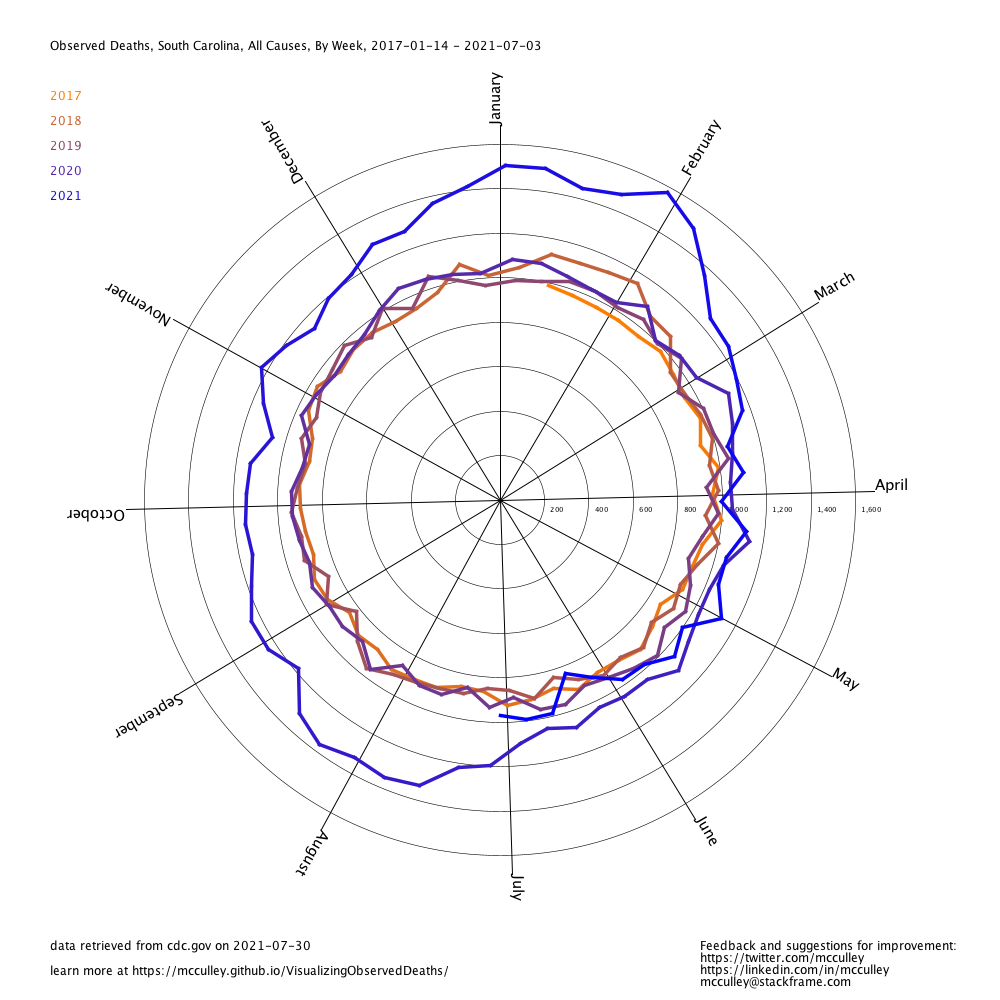 Observed Deaths, South Carolina, All Causes, By Week, 2017-01-14 - 2021-07-03
2017
2018
2019
2020
2021
January
February
March
April
May
June
July
August
September
October
November
December
200
400
600
800
1,000
1,200
1,400
1,600
data retrieved from cdc.gov on 2021-07-30
learn more at https://mcculley.github.io/VisualizingObservedDeaths/
Feedback and suggestions for improvement:
https://twitter.com/mcculley
https://linkedin.com/in/mcculley
mcculley@stackframe.com